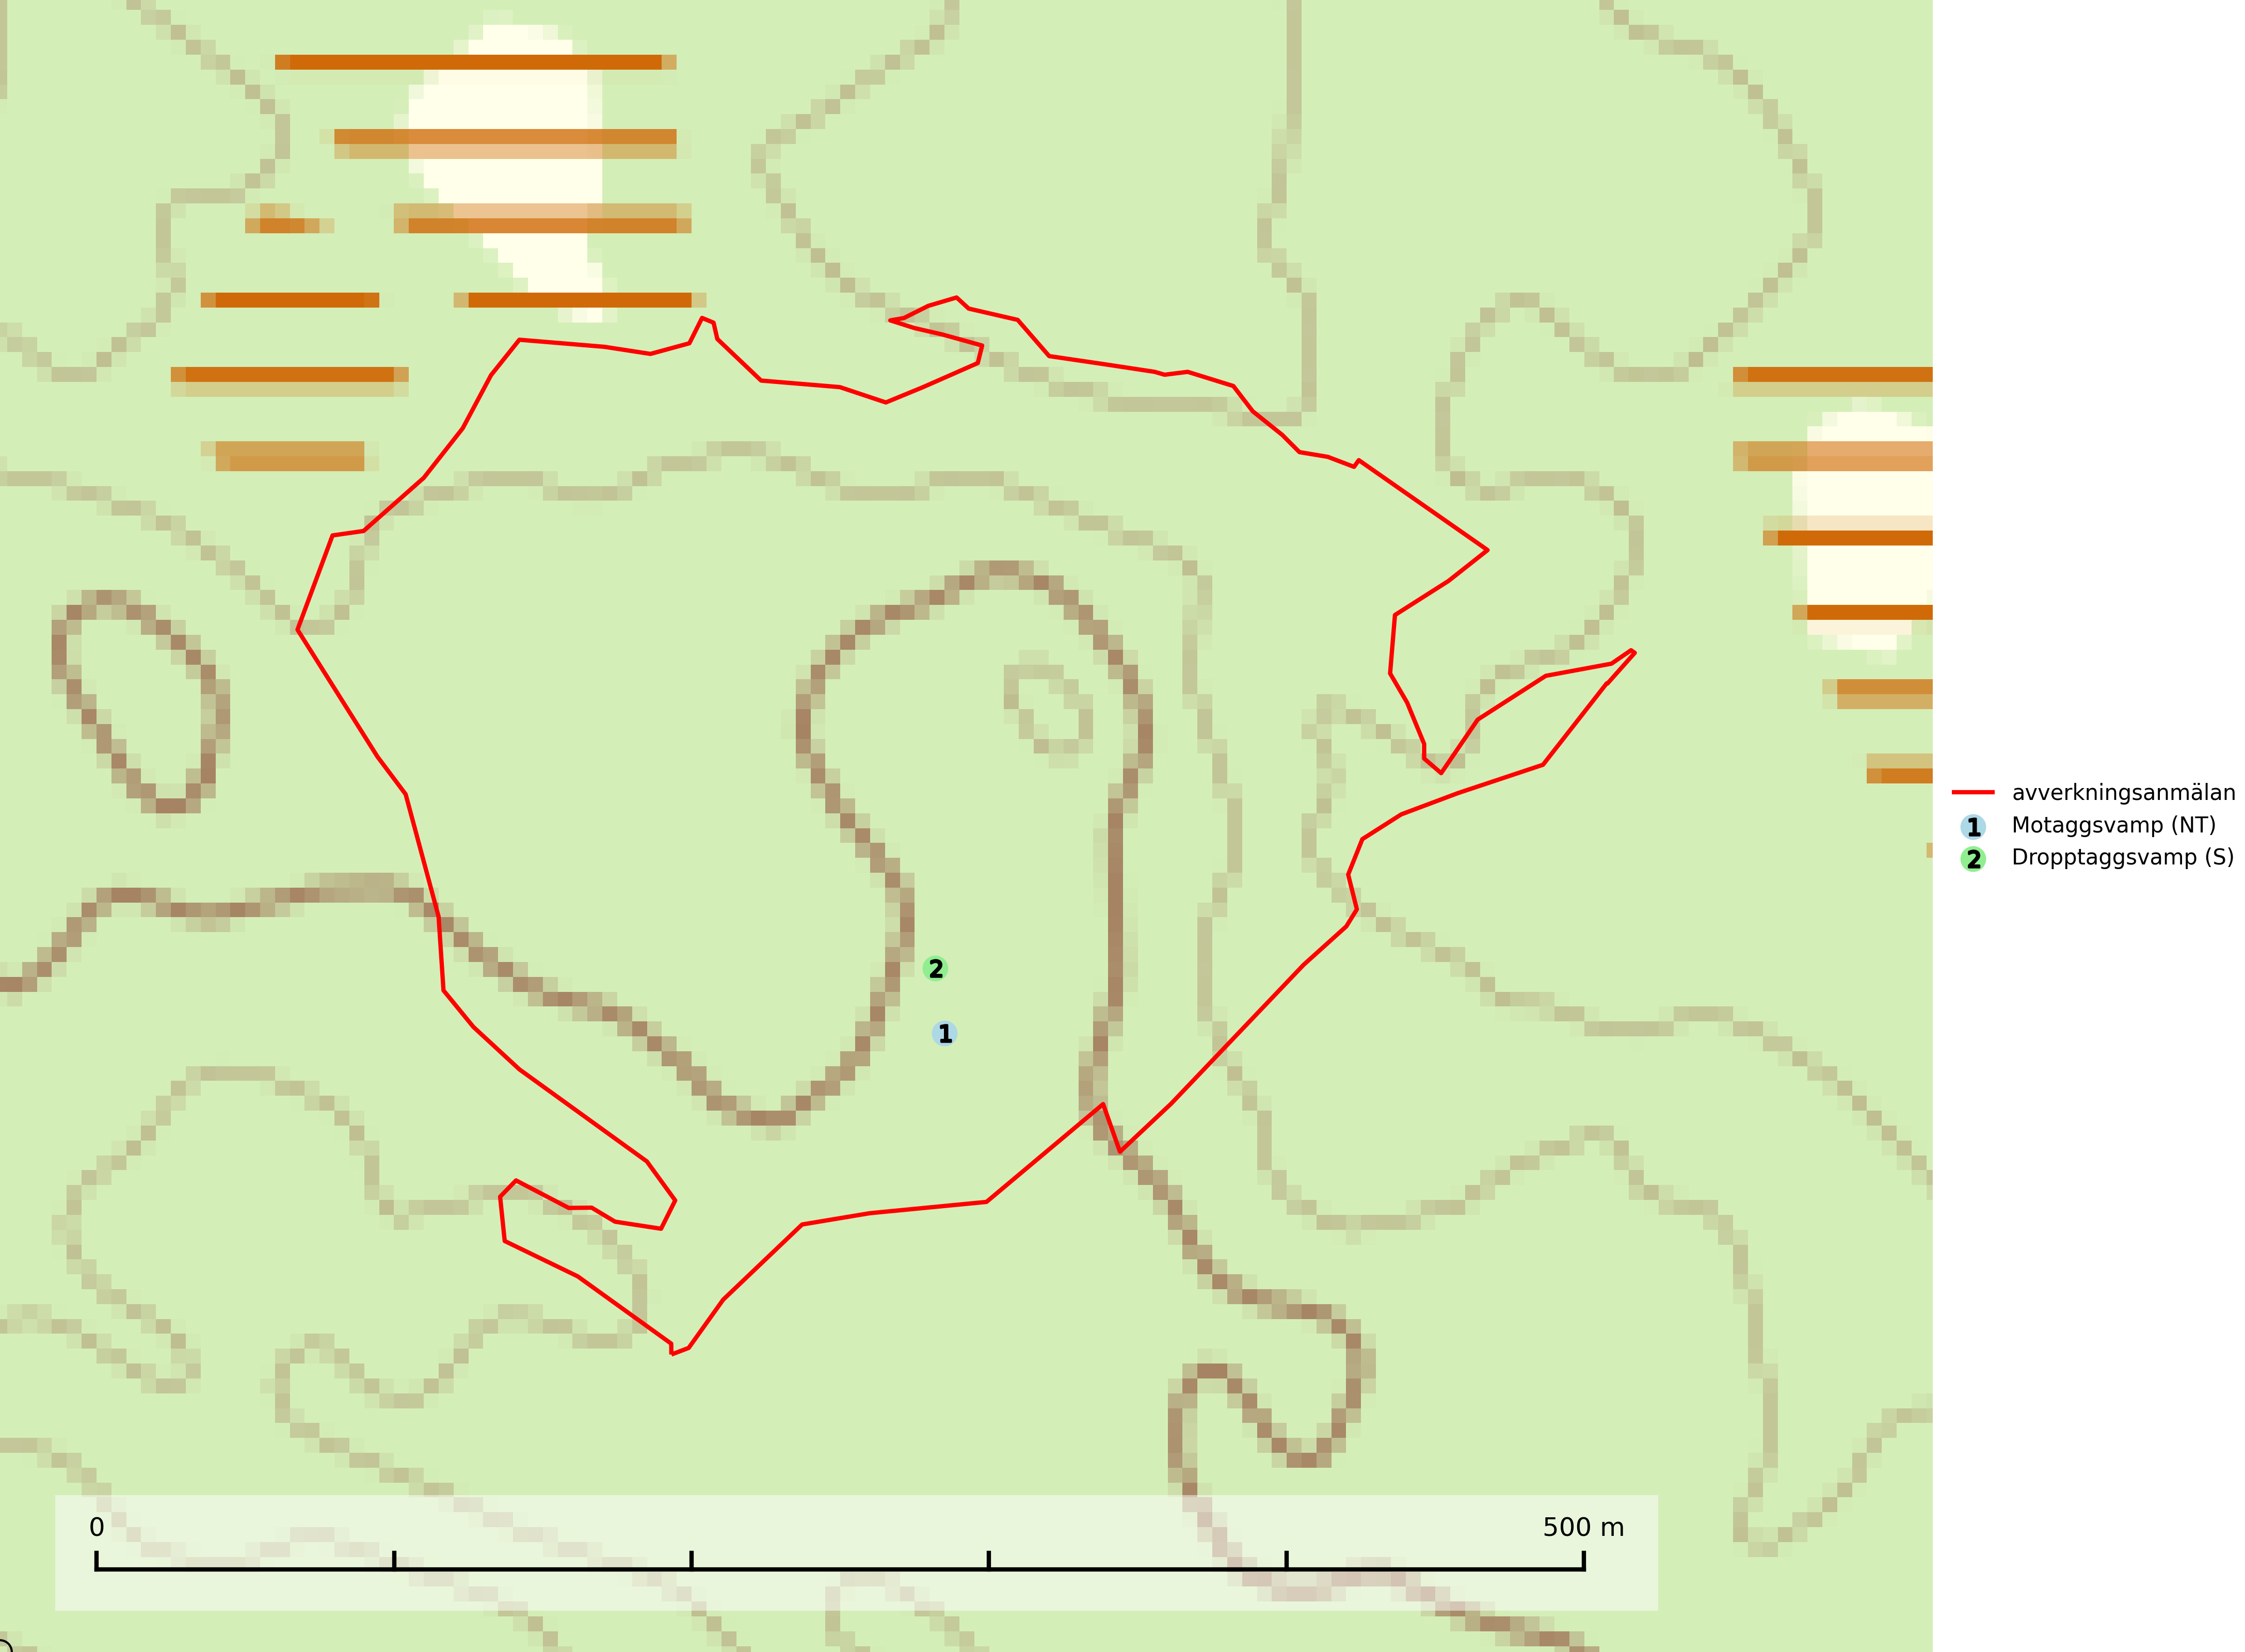 avverkningsanmälan
1 Motaggsvamp (NT)
2 Dropptaggsvamp (S)
2
1
0 500 m